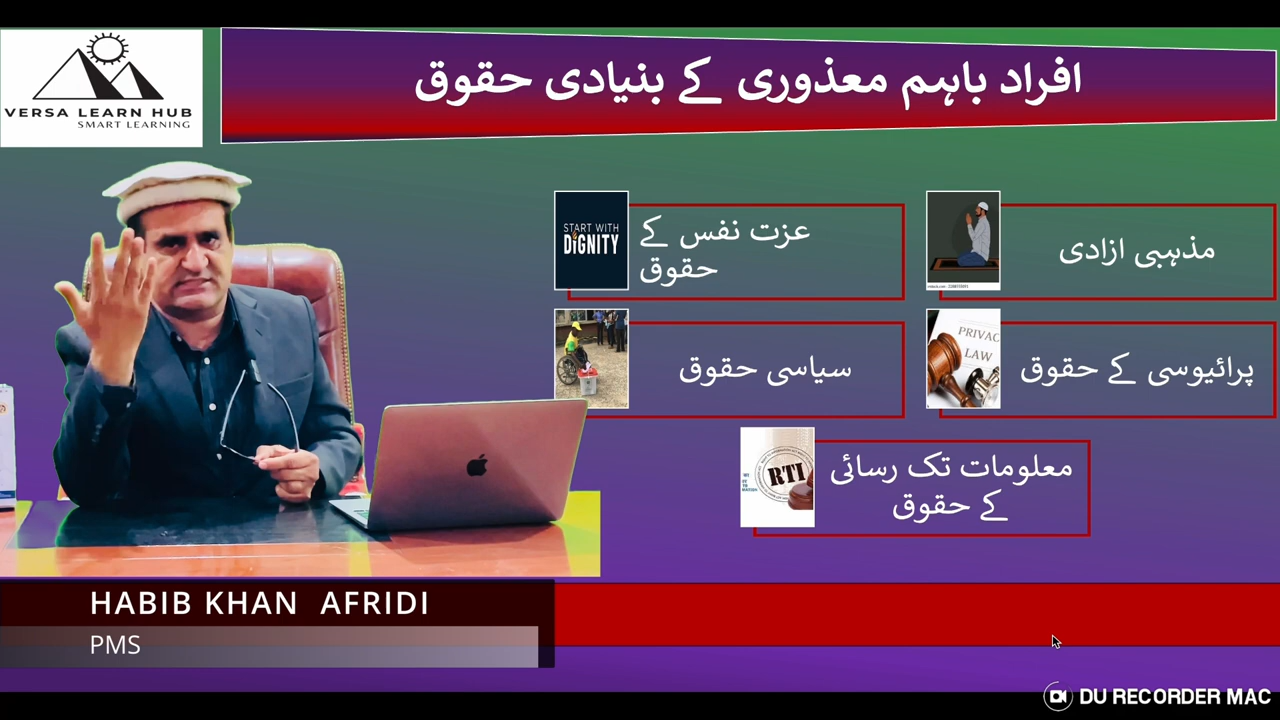 VERSA LEARN HUB
SMART LEARNING
افراد باہم معذوری کے بنیادی حقوق
START WITH
DIGNITY
عزت نفس کے
حقوق
مذہبی ازادی
سیاسی حقوق
PRIVAC
LAW
پرائیوسی کے حقوق
RTI
معلومات تک رسائی
کے حقوق
HABIB KHAN AFRIDI
PMS
DU RECORDER MAC